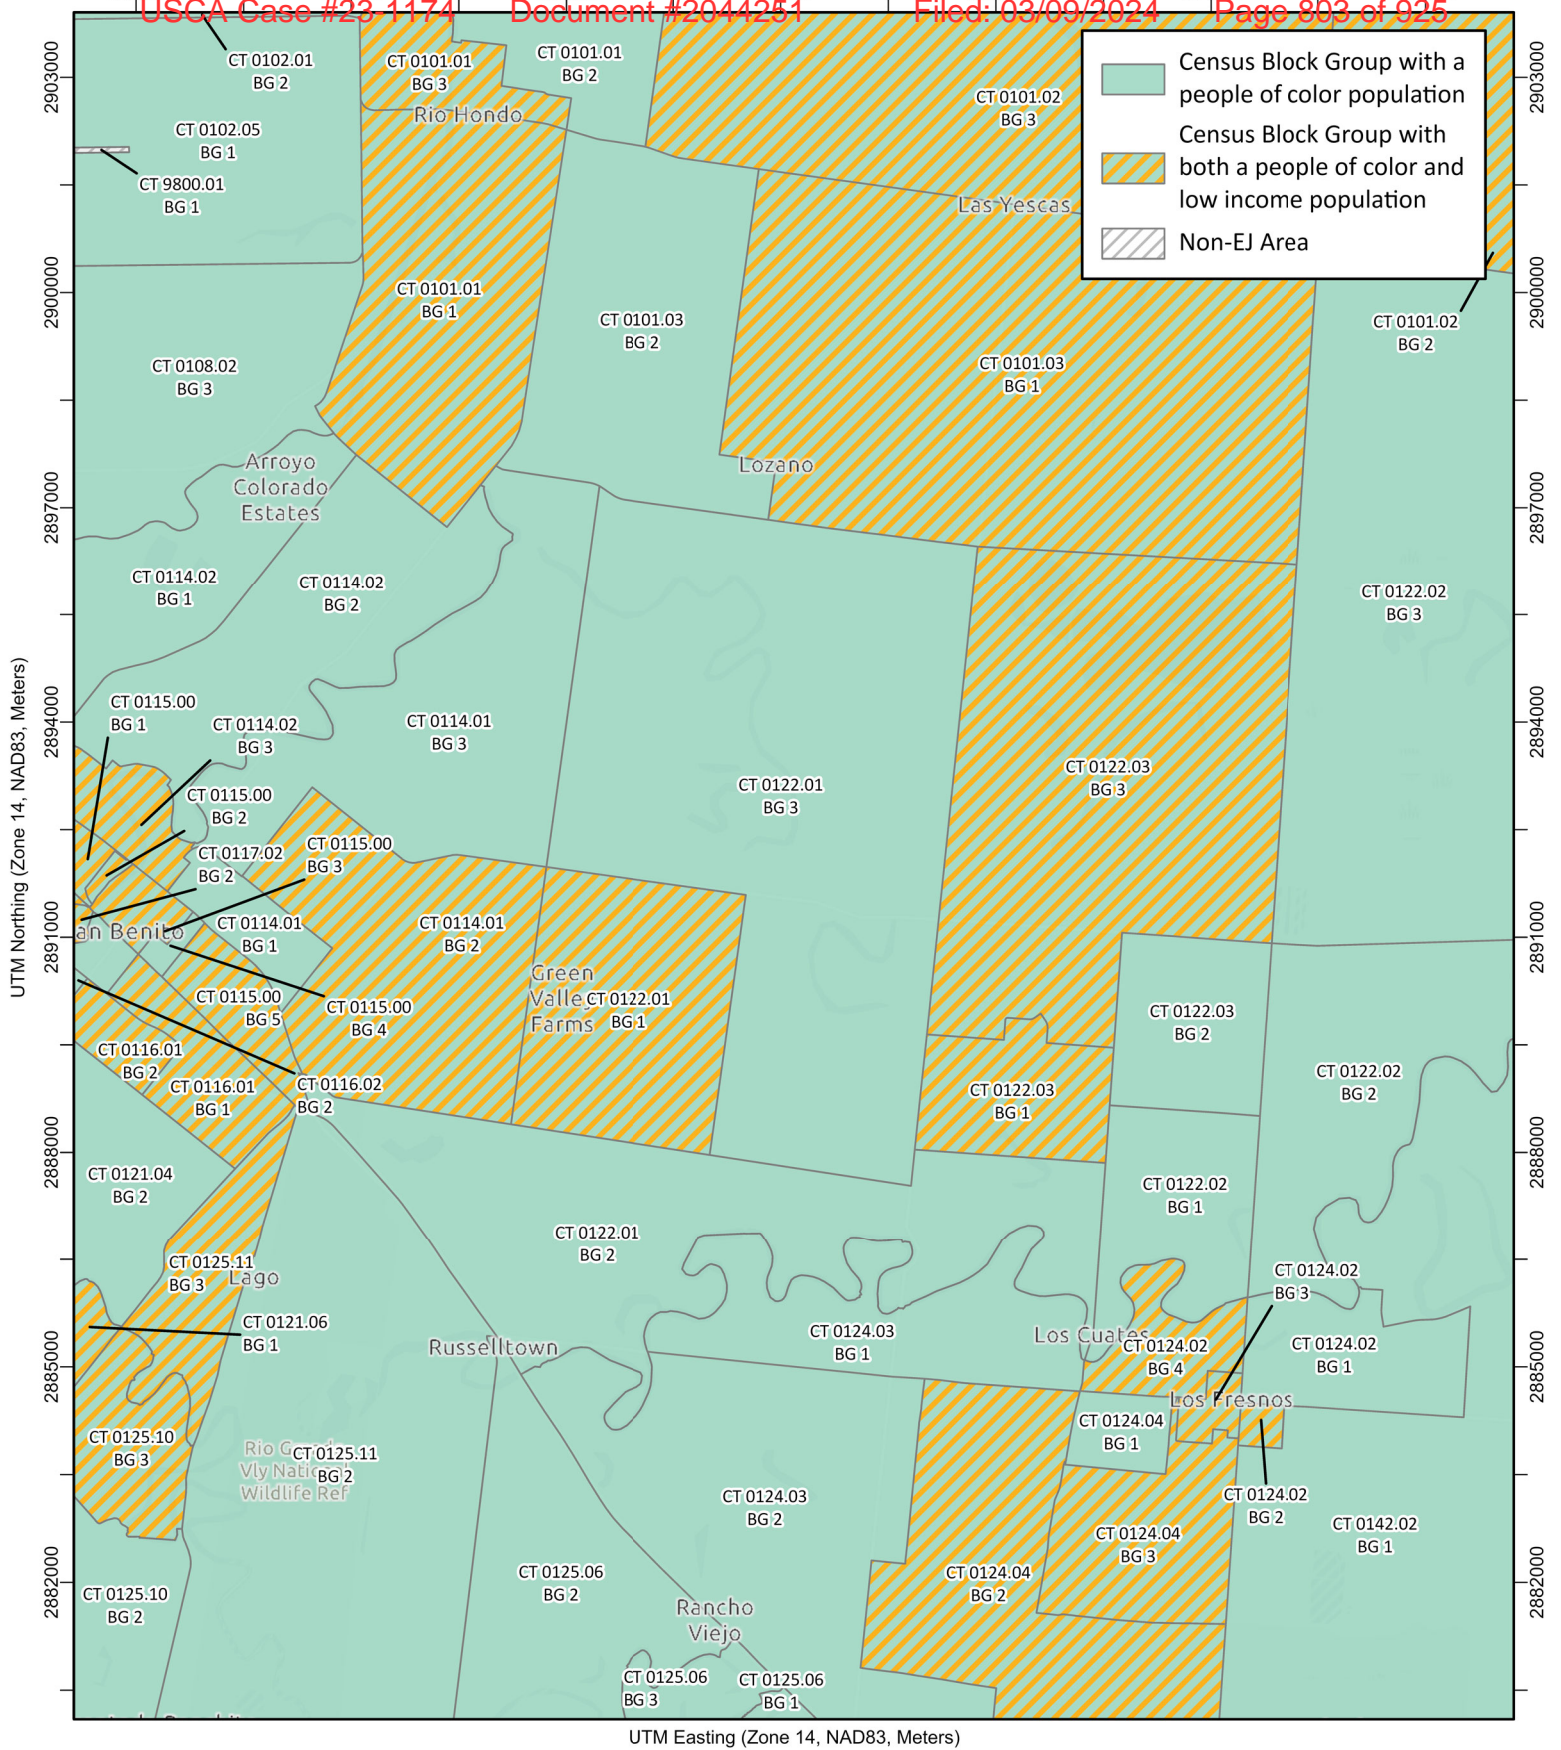 USCA Case #23-1174 Document #2044251 Filed: 03/09/2024 Page 803 of 925
Census Block Group with a
people of color population
Census Block Group with
both a people of color and
low income population
Non-EJ Area
CT 0102.01
BG 2
CT 0101.01
BG 3
CT 0101.01
BG 2
CT 0101.02
BG 3
Rio Hondo
CT 0102.05
BG 1
CT 9800.01
BG 1
Las Yescas
CT 0101.01
BG 1
CT 0101.03
BG 2
CT 0101.02
BG 2
CT 0108.02
BG 3
CT 0101.03
BG 1
Arroyo
Colorado
Estates
Lozano
CT 0114.02
BG 1
CT 0114.02
BG 2
CT 0122.02
BG 3
CT 0115.00
BG 1
CT 0114.02
BG 3
CT 0114.01
BG 3
CT 0122.01
BG 3
CT 0122.03
BG 3
CT 0115.00
BG 2
CT 0117.02
BG 2
CT 0115.00
BG 3
an Benito
CT 0114.01
BG 1
CT 0114.01
BG 2
Green
Valley
Farms
CT 0122.01
BG 1
CT 0115.00
BG 5
CT 0115.00
BG 4
CT 0122.03
BG 2
CT 0116.01
BG 2
CT 0116.01
BG 1
CT 0116.02
BG 2
CT 0122.03
BG 1
CT 0122.02
BG 2
CT 0121.04
BG 2
CT 0122.02
BG 1
CT 0122.01
BG 2
CT 0125.11
BG 3
Lago
CT 0124.02
BG 3
CT 0121.06
BG 1
Russelltown
CT 0124.03
BG 1
Los Cuates
CT 0124.02
BG 4
CT 0124.02
BG 1
Los Fresnos
CT 0124.04
BG 1
CT 0125.10
BG 3
Rio Grande
Vly National
Wildlife Ref
CT 0125.11
BG 2
CT 0124.03
BG 2
CT 0124.02
BG 2
CT 0142.02
BG 1
CT 0124.04
BG 3
CT 0124.04
BG 2
CT 0125.10
BG 2
CT 0125.06
BG 2
Rancho
Viejo
CT 0125.06
BG 3
CT 0125.06
BG 1
2903000
2900000
2897000
2894000
2891000
2888000
2885000
2882000
2903000
2900000
2897000
2894000
2891000
2888000
2885000
2882000
UTM Northing (Zone 14, NAD83, Meters)
UTM Easting (Zone 14, NAD83, Meters)